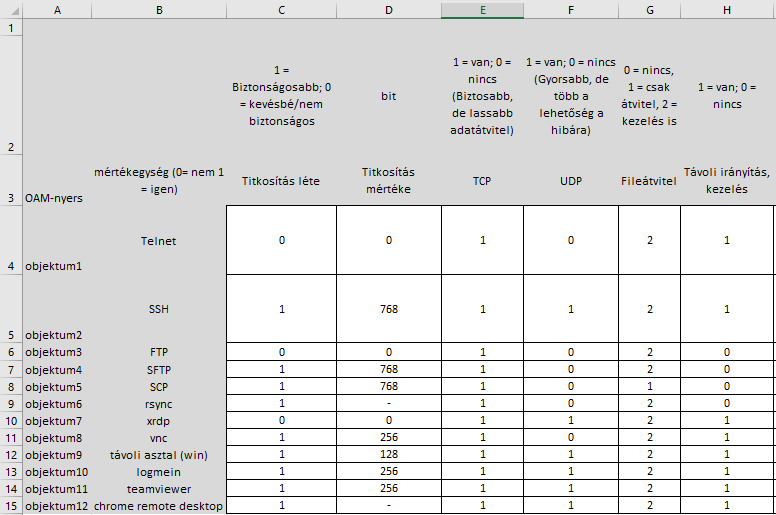 A B C D E F G H
1
1 =
Biztonságosabb; 0
= kevésbé/nem
biztonságos
bit
1 = van; 0 =
nincs
(Biztosabb,
de lassabb
adatátvitel)
1 = van; 0 = nincs
(Gyorsabb, de
több a
lehetőség a
hibára)
0 = nincs,
1 = csak
átvitel, 2 =
kezelés is
1 = van; 0 =
nincs
2
3 OAM-nyers
mértékegység (0= nem 1
= igen)
Titkosítás léte
Titkosítás
mértéke
TCP
UDP
Fileátvitel
Távoli irányítás,
kezelés
4 objektum1 Telnet 0 0 1 0 2 1
5 objektum2 SSH 1 768 1 1 2 1
6 objektum3 FTP 0 0 1 0 2 0
7 objektum4 SFTP 1 768 1 0 2 0
8 objektum5 SCP 1 768 1 0 1 0
9 objektum6 rsync 1 - 1 0 2 0
10 objektum7 xrdp 0 0 1 1 2 1
11 objektum8 vnc 1 256 1 0 2 1
12 objektum9 távoli asztal (win) 1 128 1 1 2 1
13 objektum10 logmein 1 256 1 1 2 1
14 objektum11 teamviewer 1 256 1 1 2 1
15 objektum12 chrome remote desktop 1 - 1 1 2 1